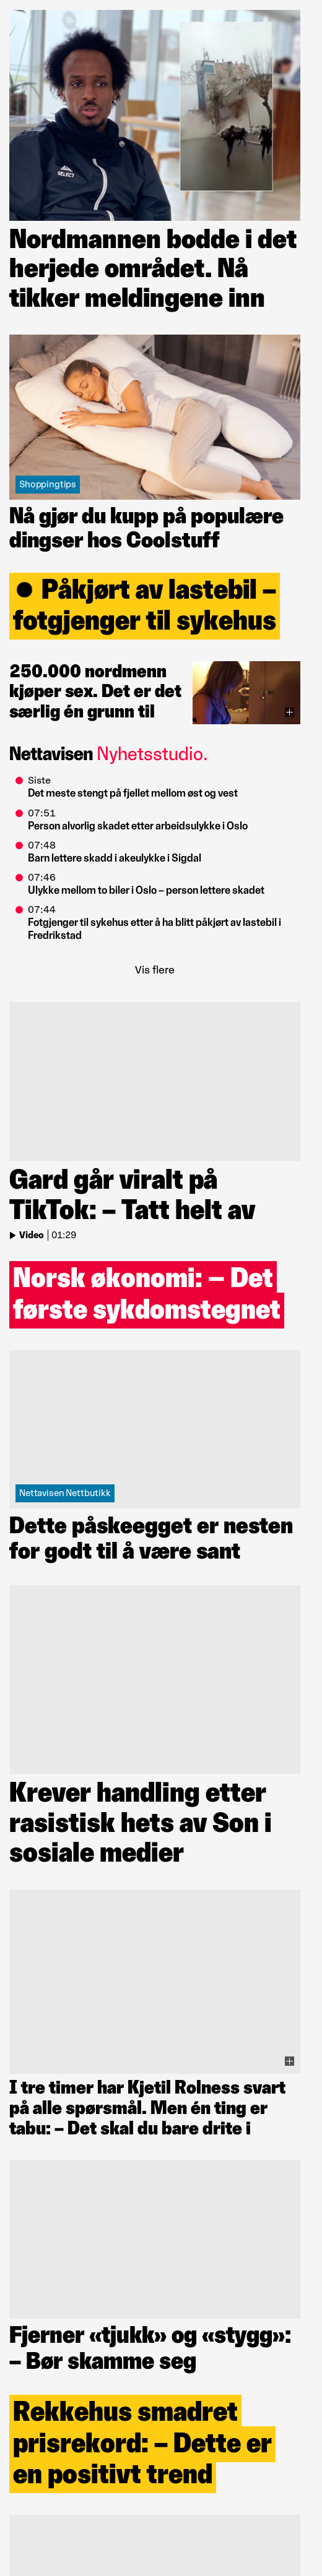 SELECT
Nordmannen bodde i det
herjede området. Nå
tikker meldingene inn
Shoppingtips
Nå gjør du kupp på populære
dingser hos Coolstuff
Påkjørt av lastebil –
fotgjenger til sykehus
250.000 nordmenn
kjøper sex. Det er det
særlig én grunn til
Nettavisen Nyhetsstudio.
Siste
Det meste stengt på fjellet mellom øst og vest
07:51
Person alvorlig skadet etter arbeidsulykke i Oslo
07:48
Barn lettere skadd i akeulykke i Sigdal
07:46
Ulykke mellom to biler i Oslo – person lettere skadet
07:44
Fotgjenger til sykehus etter å ha blitt påkjørt av lastebil i
Fredrikstad
Vis flere
Gard går viralt på
TikTok: – Tatt helt av
Video | 01:29
Norsk økonomi: – Det
første sykdomstegnet
Nettavisen Nettbutikk
Dette påskeegget er nesten
for godt til å være sant
Krever handling etter
rasistisk hets av Son i
sosiale medier
I tre timer har Kjetil Rolness svart
på alle spørsmål. Men én ting er
tabu: – Det skal du bare drite i
Fjerner «tjukk» og «stygg»:
– Bør skamme seg
Rekkehus smadret
prisrekord: – Dette er
en positivt trend